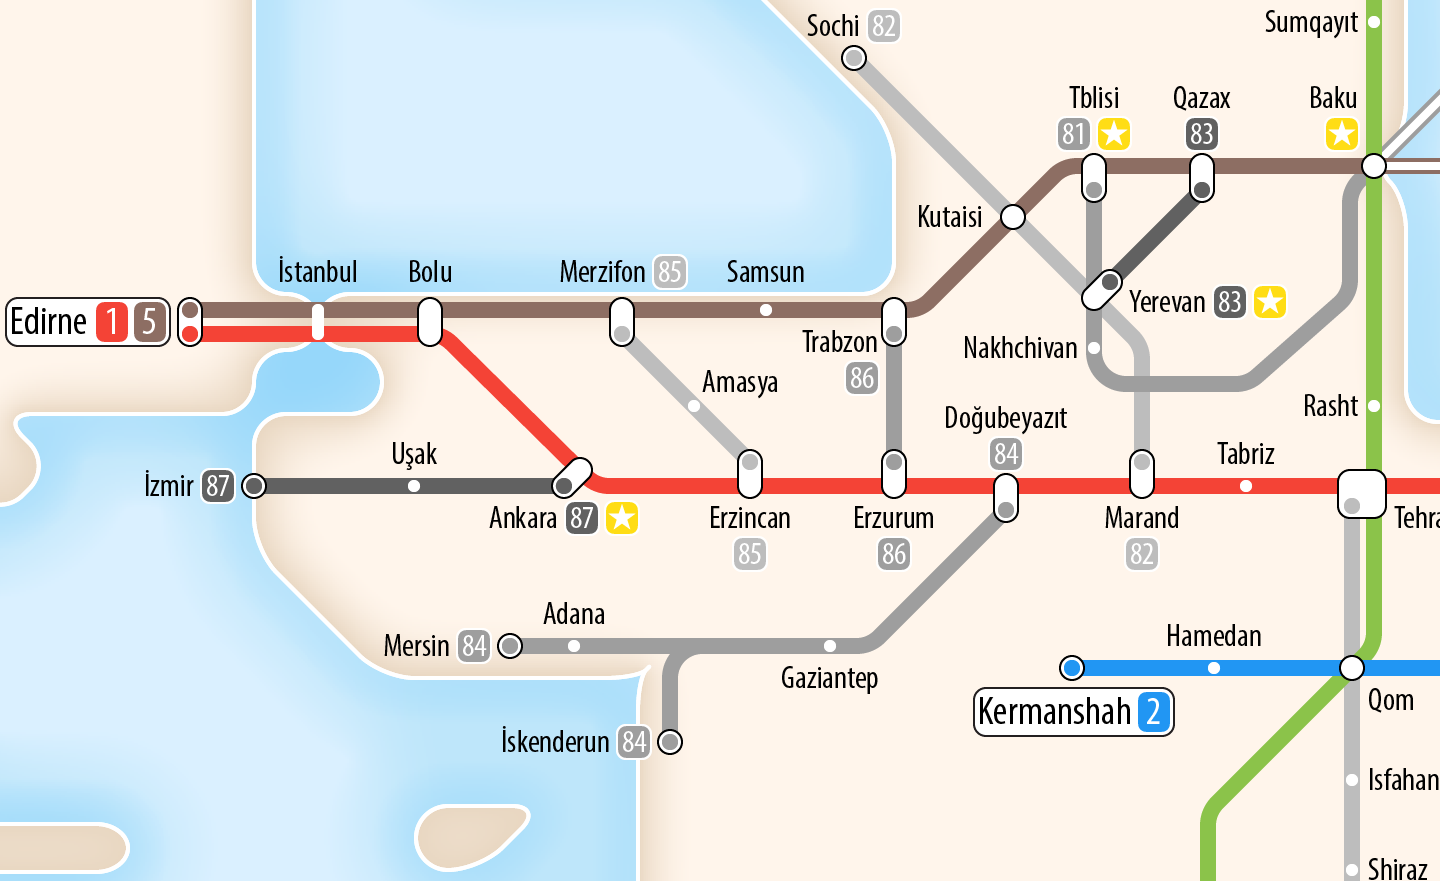 Sochi 82
Sumqayıt
Tblisi
81
Qazax
83
Baku
Kutaisi
İstanbul
Bolu
Merzifon 85
Samsun
Edirne 1 5
Yerevan 83
Trabzon
86
Nakhchivan
Amasya
Doğubeyazıt
84
Rasht
Uşak
Tabriz
İzmir 87
Ankara 87
Erzincan
85
Erzurum
86
Marand
82
Tehra
Adana
Mersin 84
Hamedan
Gaziantep
Kermanshah 2
Qom
İskenderun 84
Isfahan
Shiraz